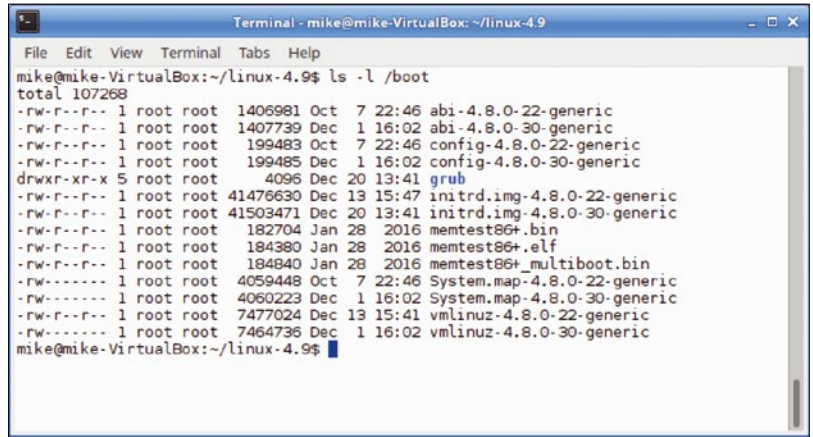 Terminal - mike@mike-VirtualBox: ~/linux-4.9
File Edit View Terminal Tabs Help
mike@mike-VirtualBox:~/linux-4.9$ ls -l /boot
total 107268
-rw-r--r-- 1 root root  1406981 Oct  7 22:46 abi-4.8.0-22-generic
-rw-r--r-- 1 root root  1407739 Dec  1 16:02 abi-4.8.0-30-generic
-rw-r--r-- 1 root root   199483 Oct  7 22:46 config-4.8.0-22-generic
-rw-r--r-- 1 root root   199485 Dec  1 16:02 config-4.8.0-30-generic
drwxr-xr-x 5 root root     4096 Dec 20 13:41 grub
-rw-r--r-- 1 root root 41476630 Dec 13 15:47 initrd.img-4.8.0-22-generic
-rw-r--r-- 1 root root 41503471 Dec 20 13:41 initrd.img-4.8.0-30-generic
-rw-r--r-- 1 root root   182704 Jan 28  2016 memtest86+.bin
-rw-r--r-- 1 root root   184380 Jan 28  2016 memtest86+.elf
-rw-r--r-- 1 root root   184840 Jan 28  2016 memtest86+_multiboot.bin
-rw------- 1 root root  4059448 Oct  7 22:46 System.map-4.8.0-22-generic
-rw------- 1 root root  4060223 Dec  1 16:02 System.map-4.8.0-30-generic
-rw-r--r-- 1 root root  7477024 Dec 13 15:41 vmlinuz-4.8.0-22-generic
-rw------- 1 root root  7464736 Dec  1 16:02 vmlinuz-4.8.0-30-generic
mike@mike-VirtualBox:~/linux-4.9$